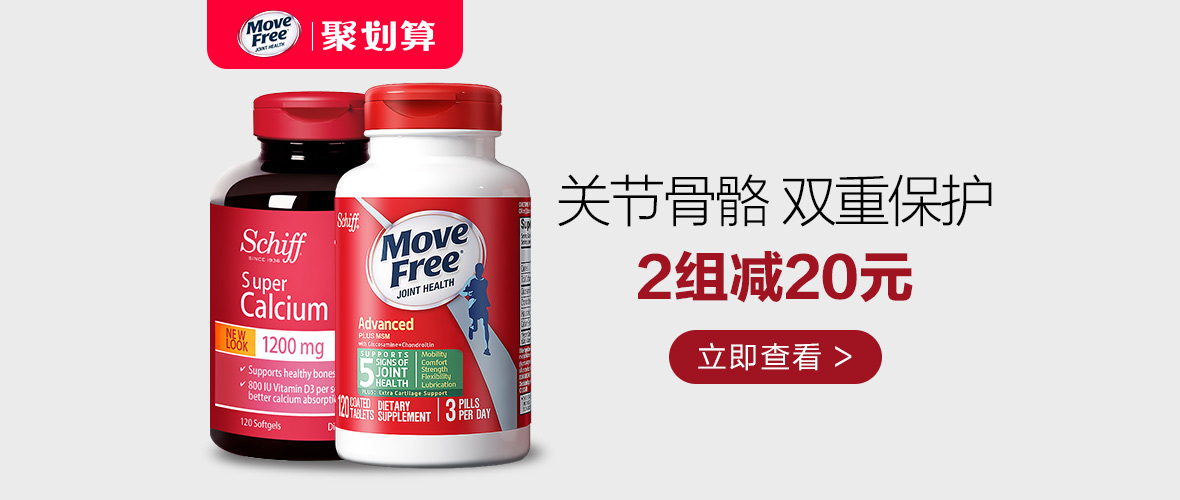 Move Free
JOINT HEALTH
聚划算
Schiff
SINCE 1936
Super
Calcium
NEW LOOK
1200 mg
Supports healthy bones
800 IU Vitamin D3 per
better calcium
120 Softgels
Schiff
Move
Free
JOINT HEALTH
Advanced
PLUS MSM
with Glucosamine+Chondroitin
SUPPORTS
5 SIGNS OF JOINT HEALTH
Mobility
Comfort
Strength
Flexibility
Lubrication
PLUS: Extra Cartilage Support
120 COATED TABLETS
DIETARY SUPPLEMENT
3 PILLS PER DAY
关节骨骼 双重保护
2组减20元
立即查看 >